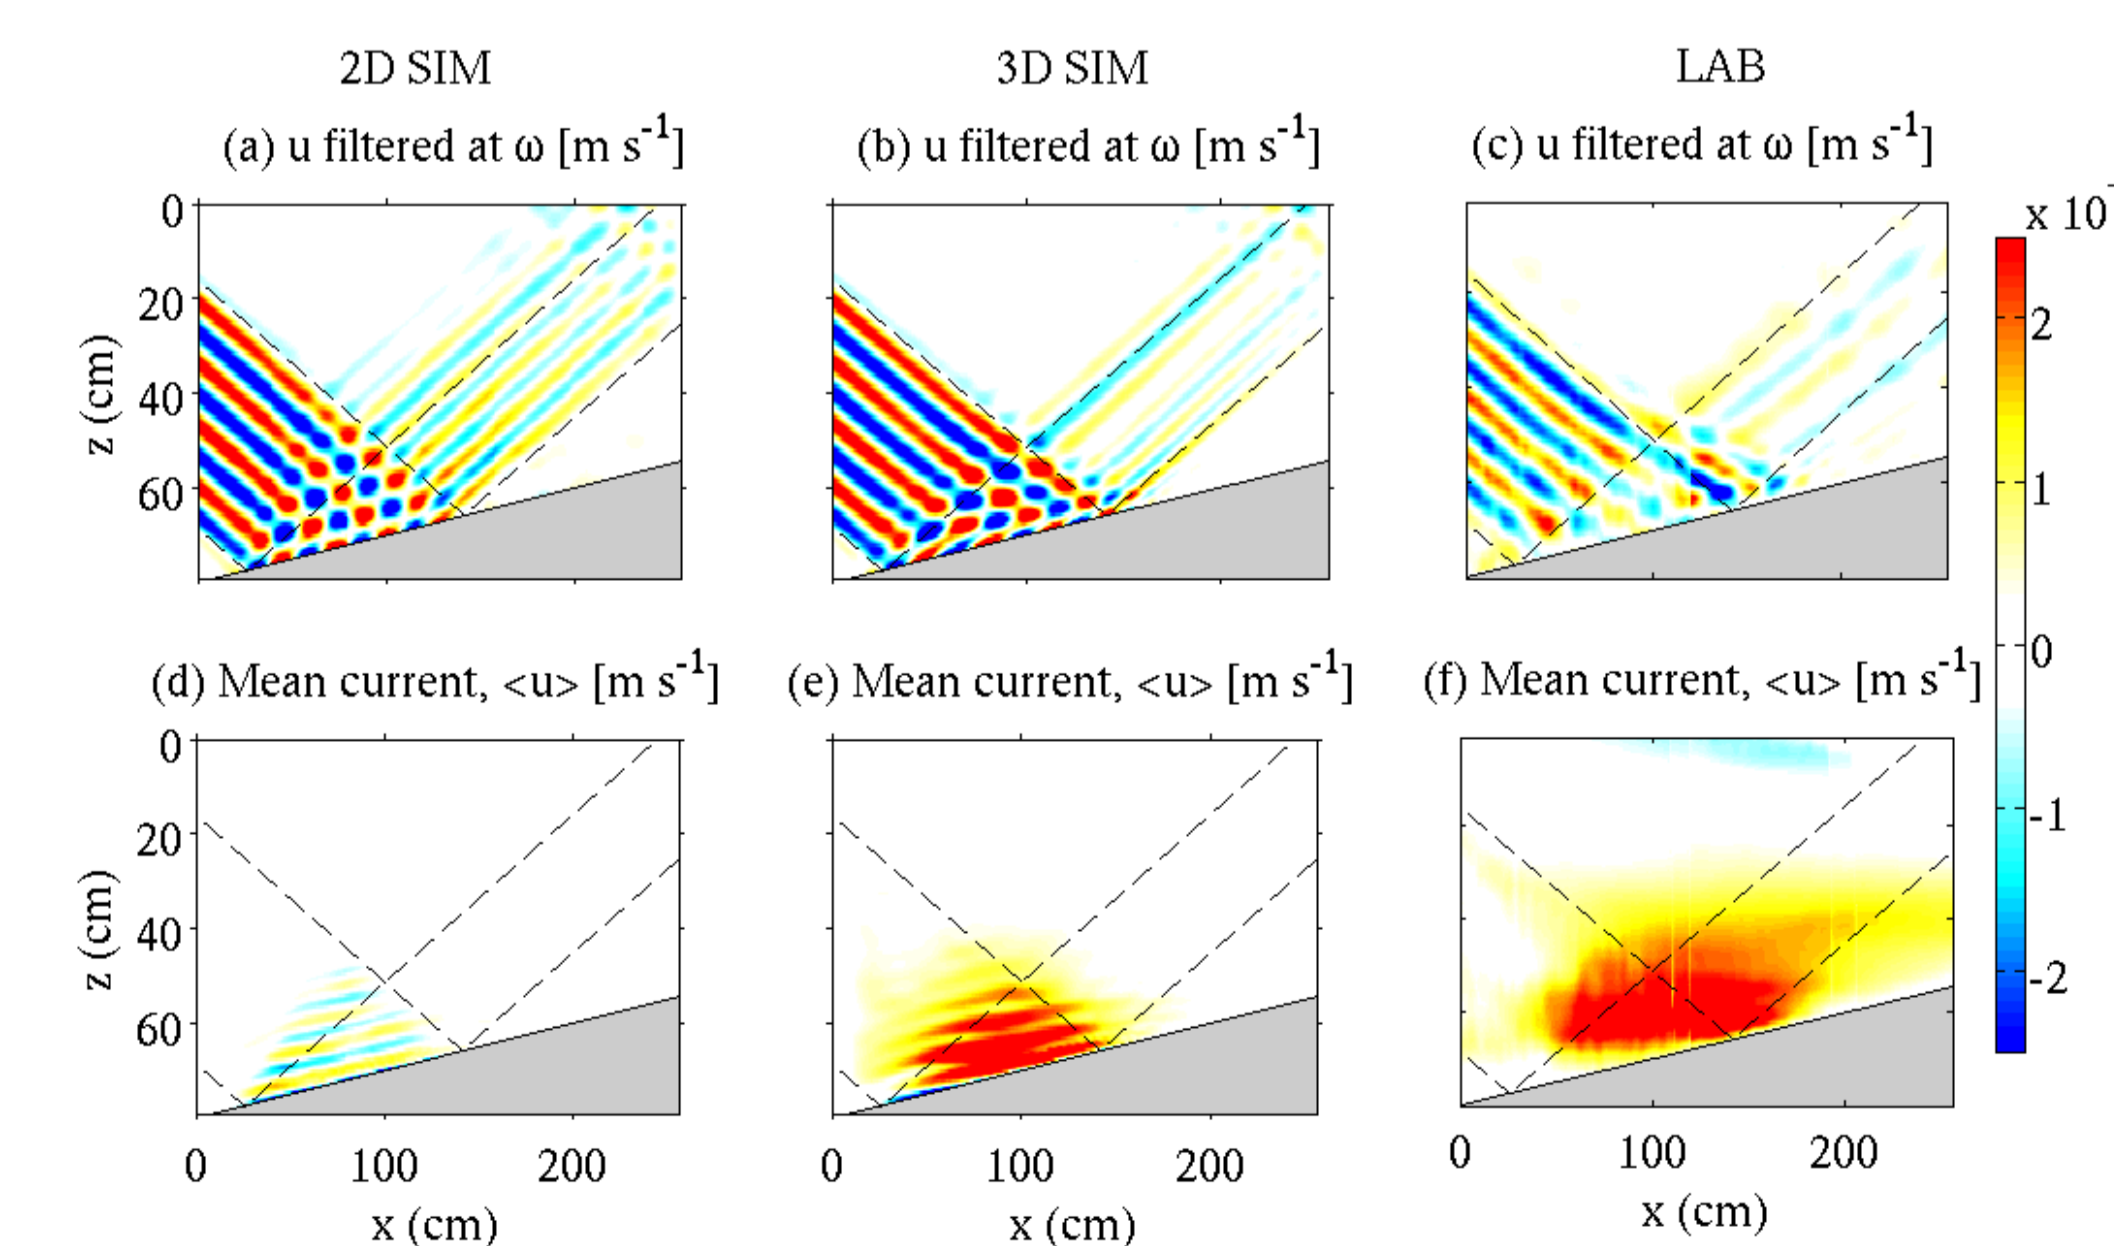 2D SIM 3D SIM LAB
(a) u filtered at ω [m s⁻¹] (b) u filtered at ω [m s⁻¹] (c) u filtered at ω [m s⁻¹]
x 10⁻
0
20
40
60
z (cm)
2
1
0
-1
-2
(d) Mean current, <u> [m s⁻¹] (e) Mean current, <u> [m s⁻¹] (f) Mean current, <u> [m s⁻¹]
0
20
40
60
z (cm)
0 100 200 0 100 200 0 100 200
x (cm) x (cm) x (cm)